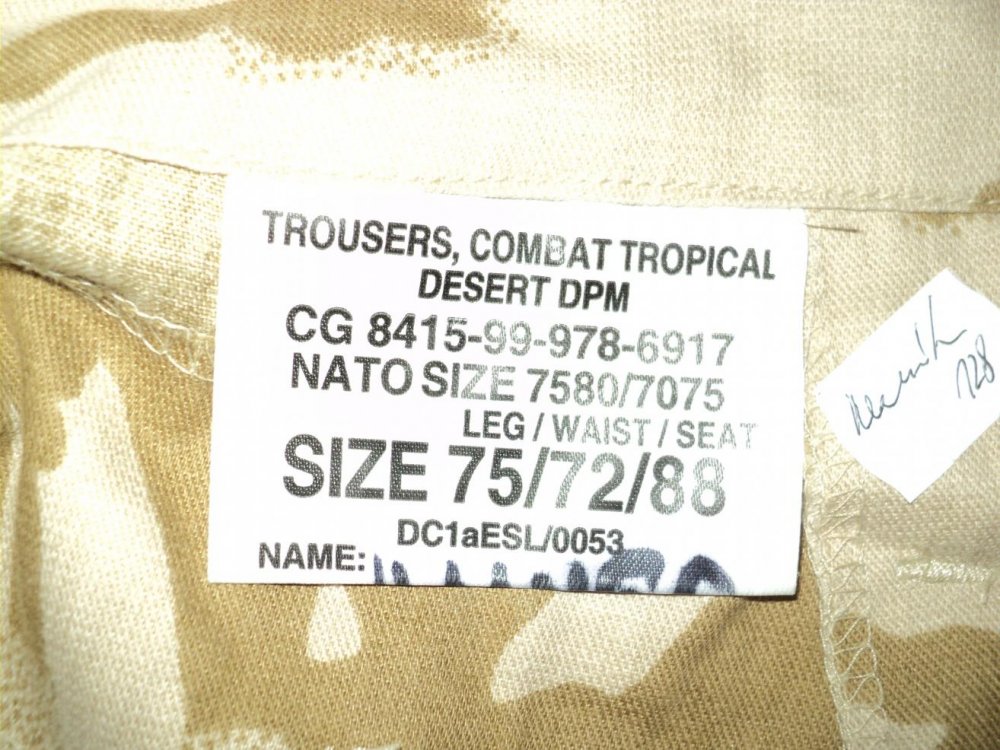 TROUSERS, COMBAT TROPICAL
DESERT DPM
CG 8415-99-978-6917
NATO SIZE 7580/7075
LEG / WAIST / SEAT
SIZE 75/72/88
DC1aESL/0053
NAME:
128